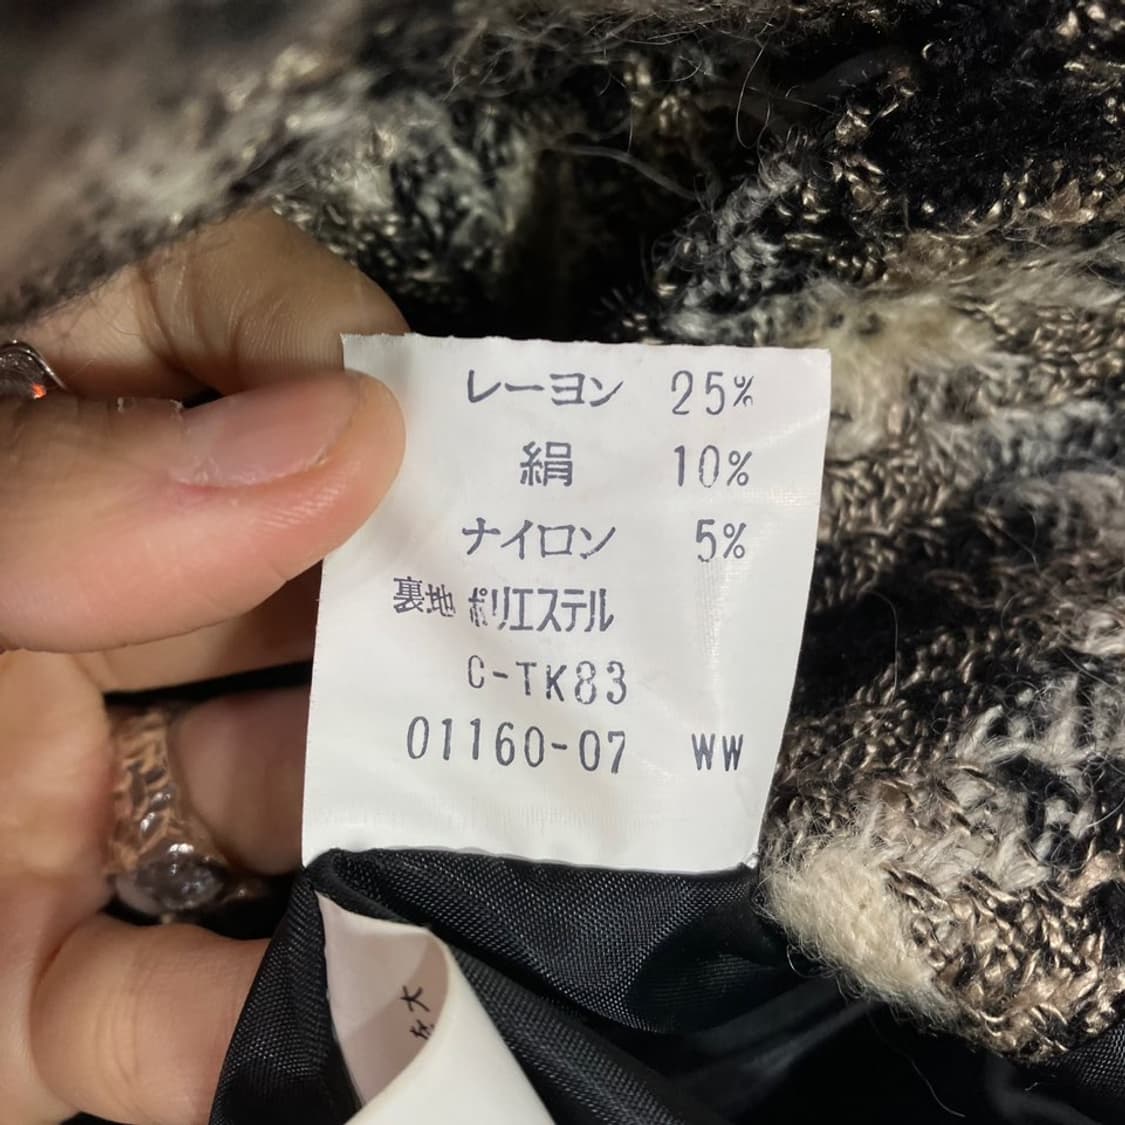 レーヨン 25%
絹 10%
ナイロン 5%
裏地 ポリエステル
C-TK83
01160-07 WW